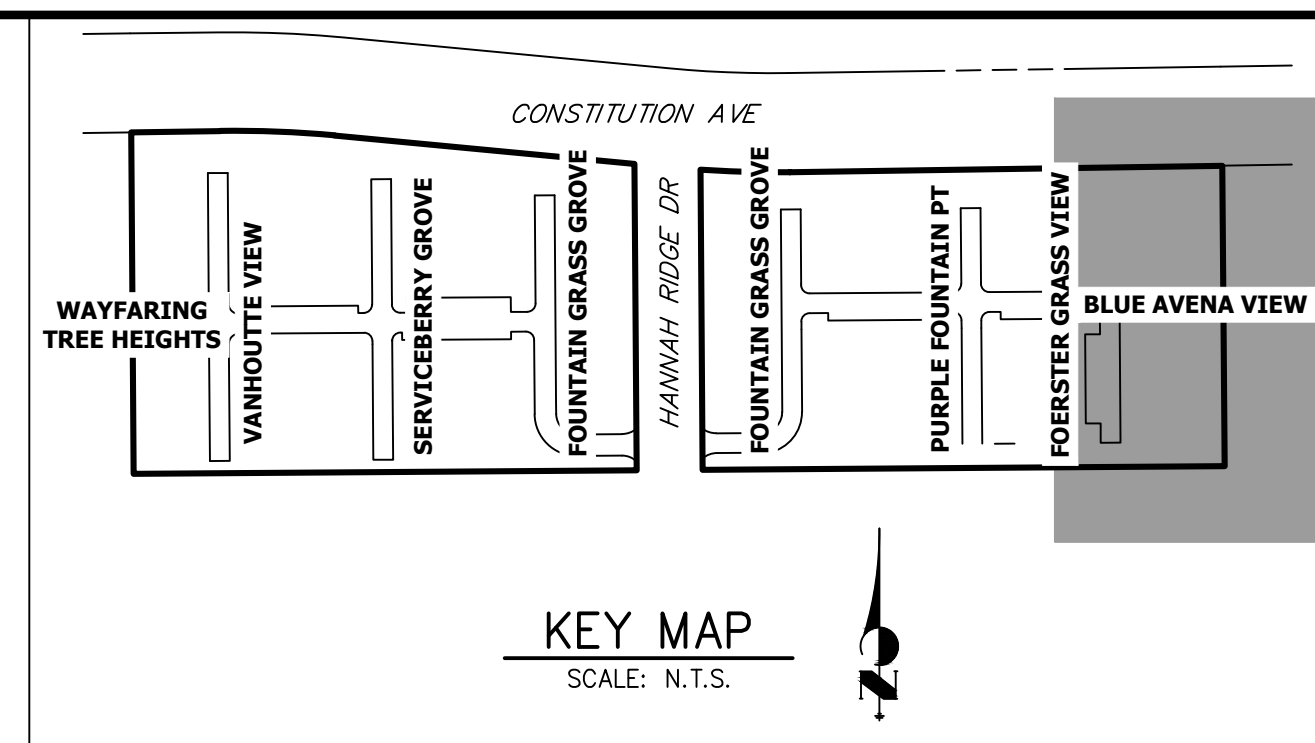 CONSTITUTION AVE
WAYFARING
TREE HEIGHTS
VANHOUTTE VIEW
SERVICEBERRY GROVE
FOUNTAIN GRASS GROVE
HANNAH RIDGE DR
FOUNTAIN GRASS GROVE
PURPLE FOUNTAIN PT
FOERSTER GRASS VIEW
BLUE AVENA VIEW
KEY MAP
SCALE: N.T.S.
N